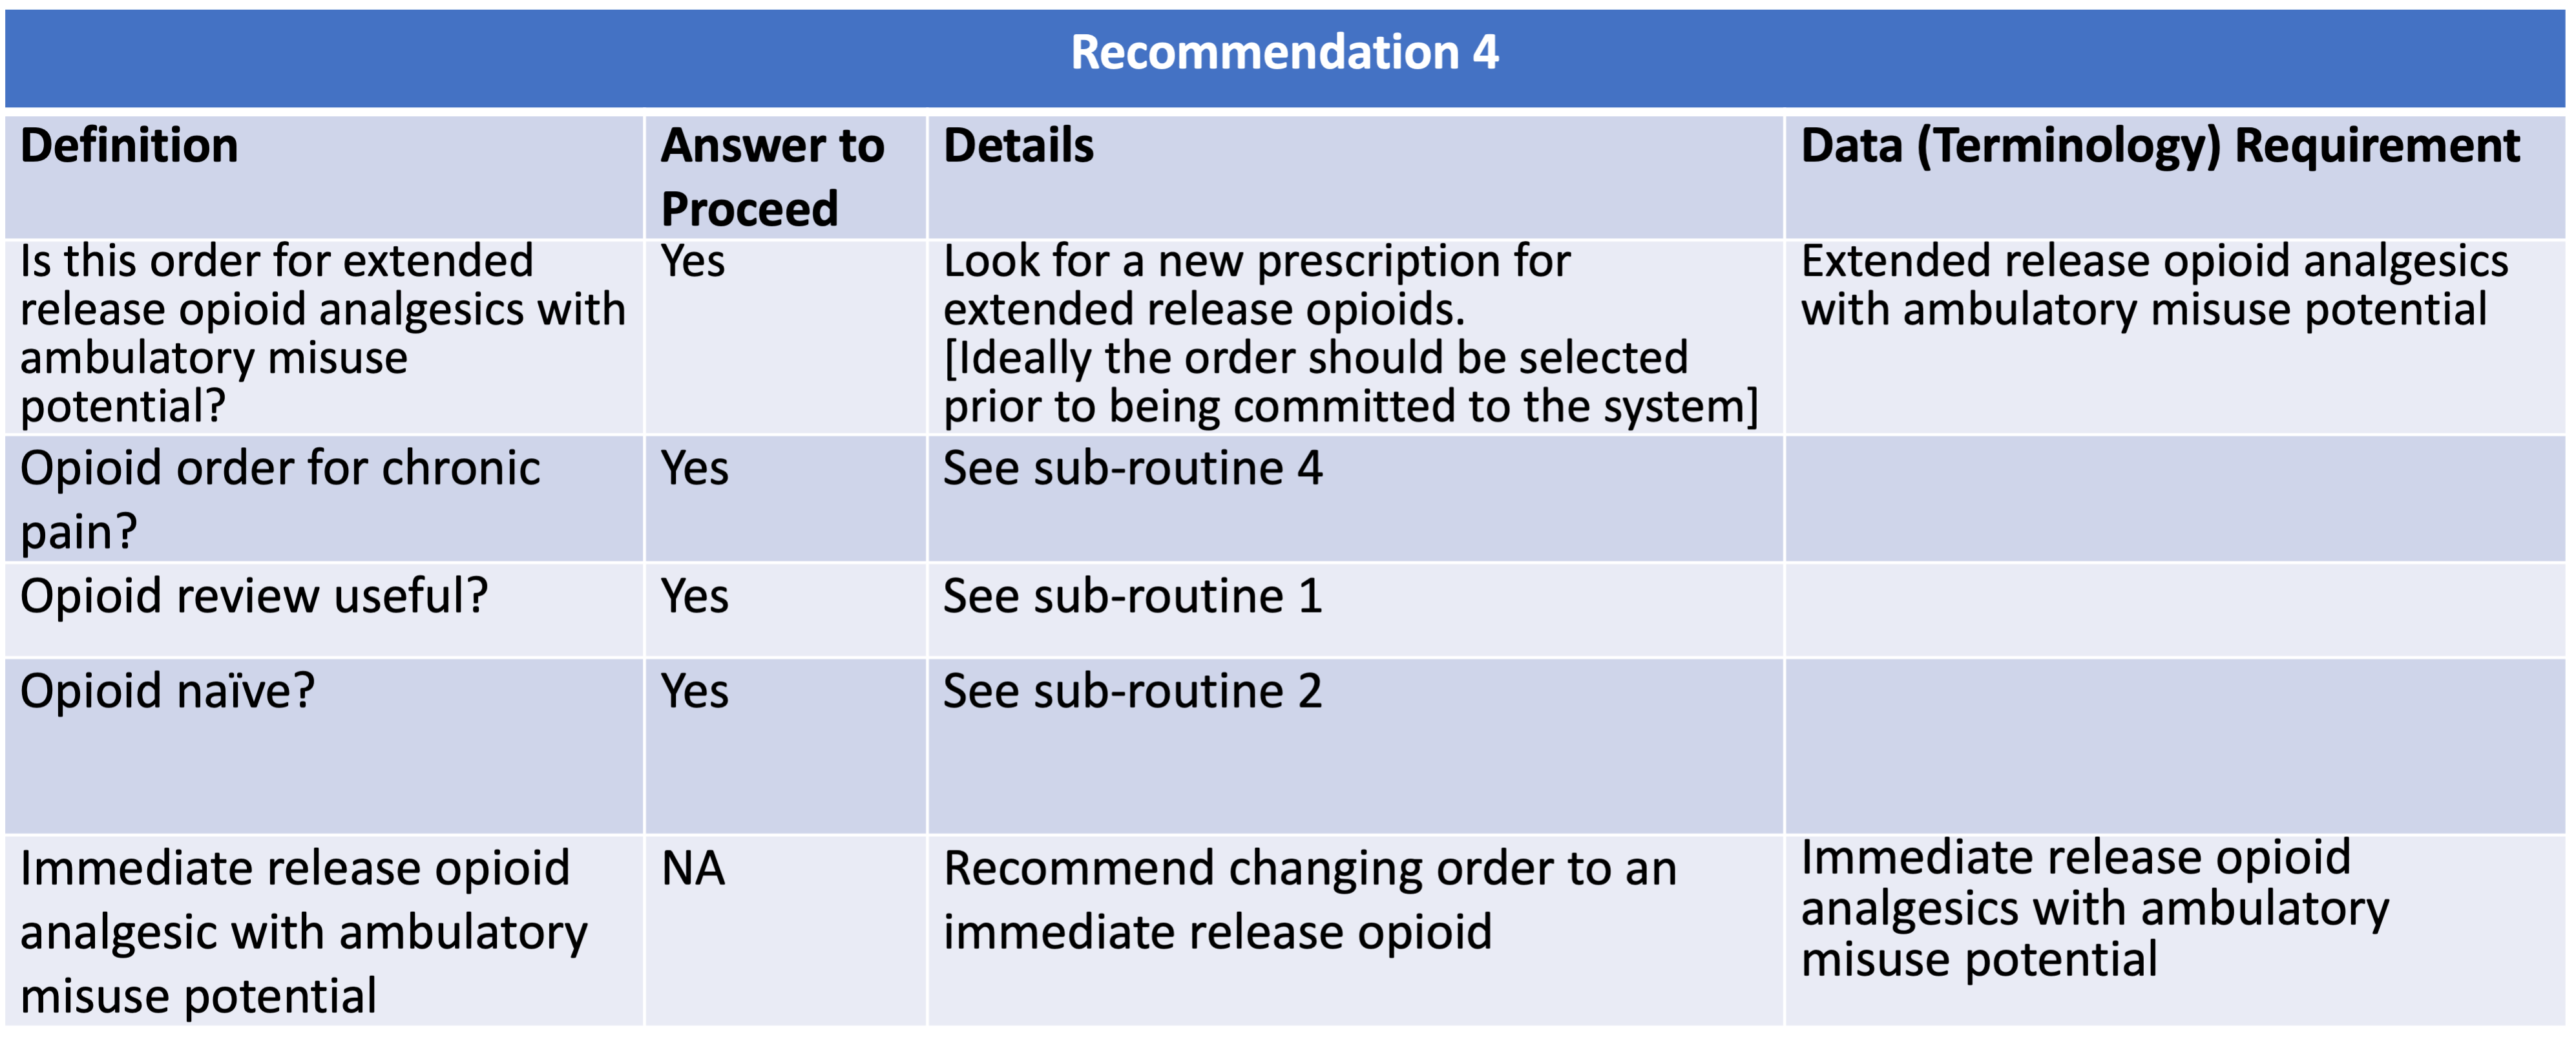 Recommendation 4
Definition
Answer to
Proceed
Details
Data (Terminology) Requirement
Is this order for extended
release opioid analgesics with
ambulatory misuse
potential?
Yes
Look for a new prescription for
extended release opioids.
[Ideally the order should be selected
prior to being committed to the system]
Extended release opioid analgesics
with ambulatory misuse potential
Opioid order for chronic
pain?
Yes
See sub-routine 4
Opioid review useful?
Yes
See sub-routine 1
Opioid naïve?
Yes
See sub-routine 2
Immediate release opioid
analgesic with ambulatory
misuse potential
NA
Recommend changing order to an
immediate release opioid
Immediate release opioid
analgesics with ambulatory
misuse potential